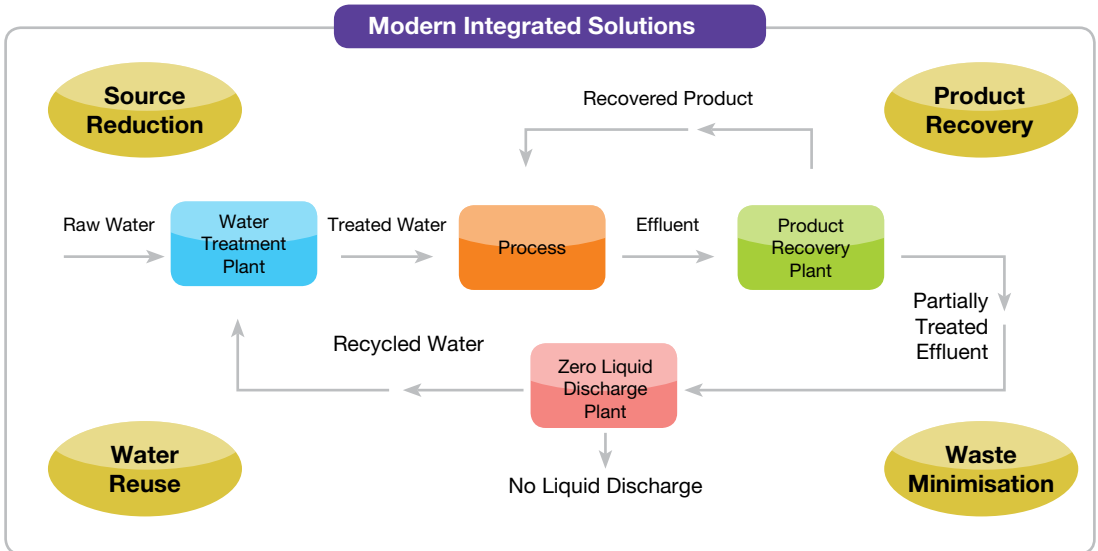 Modern Integrated Solutions
Source
Reduction
Recovered Product
Product
Recovery
Raw Water
Water
Treatment
Plant
Treated Water
Process
Effluent
Product
Recovery
Plant
Partially
Treated
Effluent
Recycled Water
Zero Liquid
Discharge
Plant
Water
Reuse
No Liquid Discharge
Waste
Minimisation